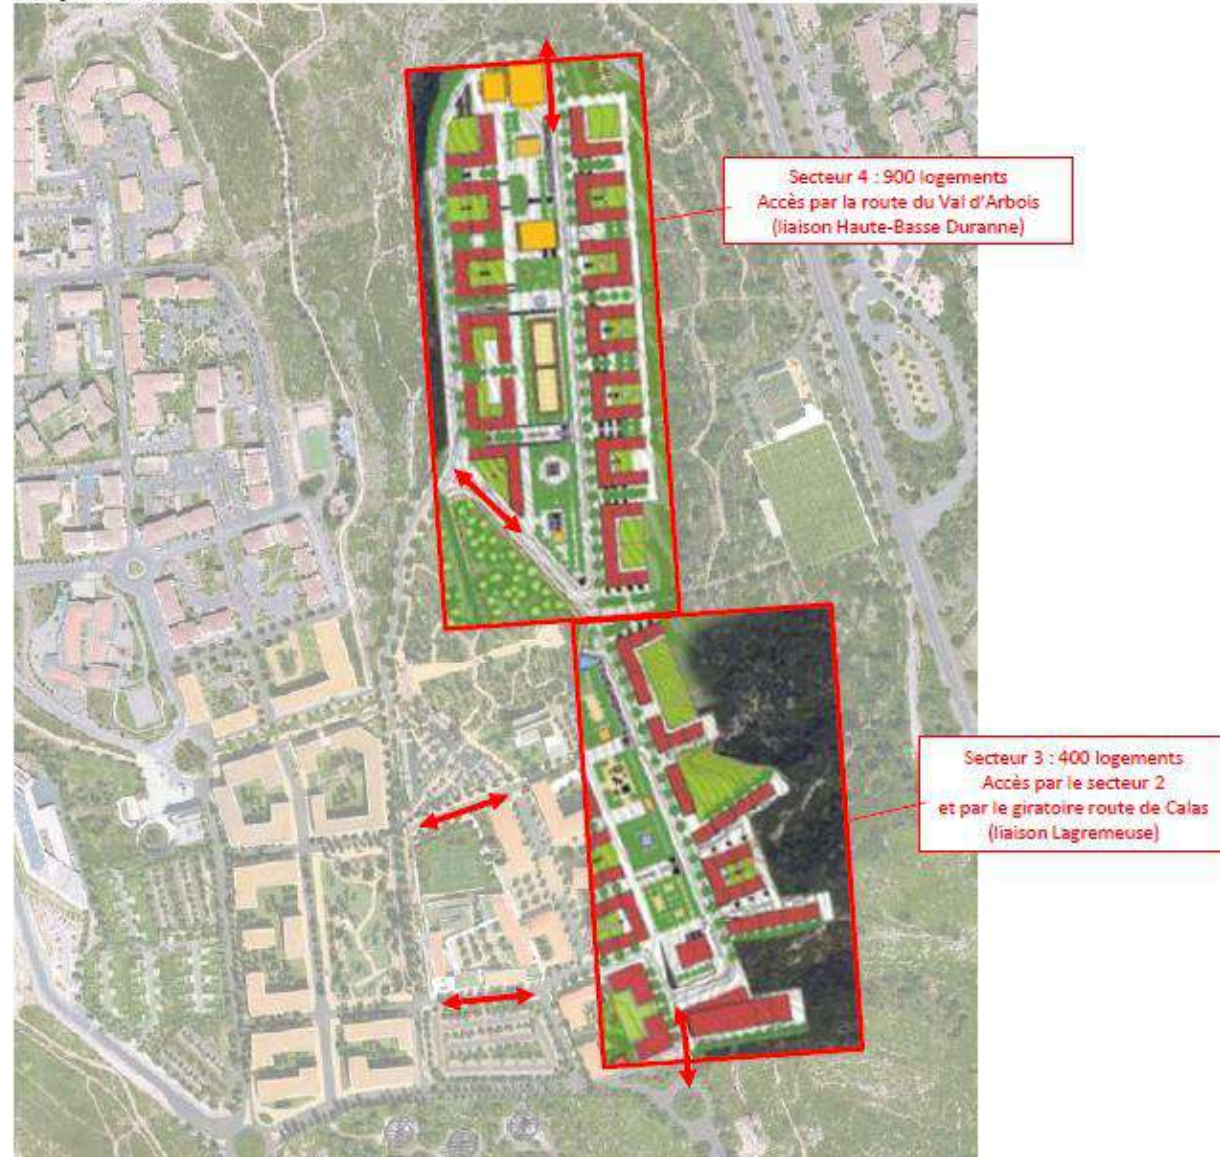 Secteur 4 : 900 logements
Accès par la route du Val d'Arbois
(liaison Haute-Basse Duranne)
Secteur 3 : 400 logements
Accès par le secteur 2
et par le giratoire route de Calas
(liaison Lagremeuse)